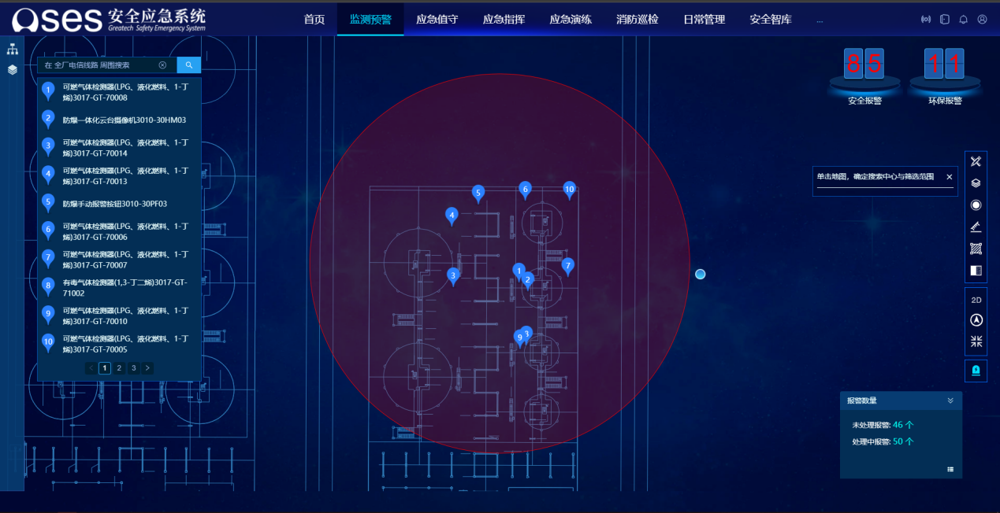 OSES 安全应急系统
Greatech Safety Emergency System
首页 监测预警 应急值守 应急指挥 应急演练 消防巡检 日常管理 安全智库 ...
在 全厂电信线路 周围搜索
1 可燃气体检测器(LPG、液化燃料、1-丁
烯)3017-GT-70008
2 防爆一体化云台摄像机3010-30HM03
3 可燃气体检测器(LPG、液化燃料、1-丁
烯)3017-GT-70014
4 可燃气体检测器(LPG、液化燃料、1-丁
烯)3017-GT-70013
5 防爆手动报警按钮3010-30PF03
6 可燃气体检测器(LPG、液化燃料、1-丁
烯)3017-GT-70006
7 可燃气体检测器(LPG、液化燃料、1-丁
烯)3017-GT-70007
8 有毒气体检测器(1,3-丁二烯)3017-GT-
71002
9 可燃气体检测器(LPG、液化燃料、1-丁
烯)3017-GT-70010
10 可燃气体检测器(LPG、液化燃料、1-丁
烯)3017-GT-70005
< 1 2 3 >
5
6
10
4
7
1
3
2
9
3
85
安全报警
11
环保报警
单击地图，确定搜索中心与筛选范围 ×
2D
报警数量
未处理报警: 46 个
处理中报警: 50 个